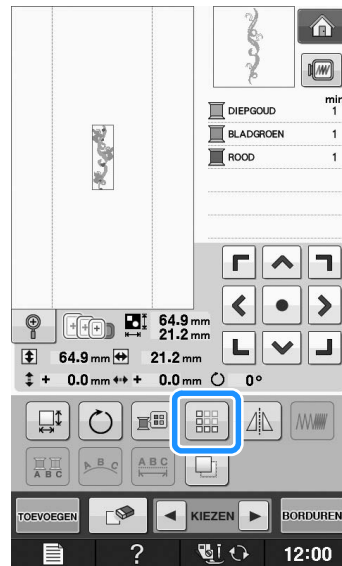 min
DIEPGOUD 1
BLADGROEN 1
ROOD 1
64.9 mm
21.2 mm
64.9 mm 21.2 mm
+ 0.0 mm + 0.0 mm 0°
A B C
A B C
A B C
TOEVOEGEN KIEZEN BORDUREN
? 12:00